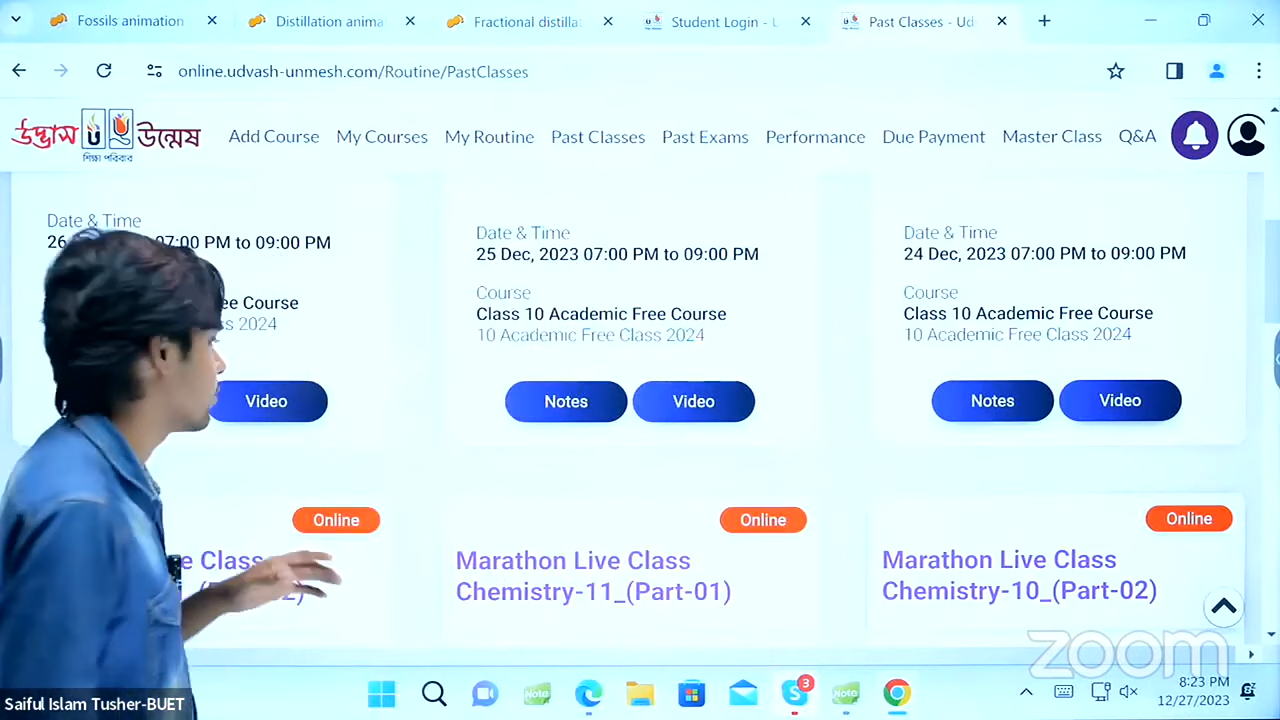 Fossils animation
Distillation anima
Fractional distilla
Student Login - L
Past Classes - Ud
online.udvash-unmesh.com/Routine/PastClasses
উদ্ভাস
উন্মেষ
শিক্ষা পরিবার
Add Course
My Courses
My Routine
Past Classes
Past Exams
Performance
Due Payment
Master Class
Q&A
Date & Time
26
07:00 PM to 09:00 PM
ee Course
s 2024
Video
Date & Time
25 Dec, 2023 07:00 PM to 09:00 PM
Course
Class 10 Academic Free Course
10 Academic Free Class 2024
Notes
Video
Date & Time
24 Dec, 2023 07:00 PM to 09:00 PM
Course
Class 10 Academic Free Course
10 Academic Free Class 2024
Notes
Video
Online
e Class
Online
Marathon Live Class
Chemistry-11_(Part-01)
Online
Marathon Live Class
Chemistry-10_(Part-02)
zoom
Saiful Islam Tusher-BUET
Note
3
Note
8:23 PM
12/27/2023